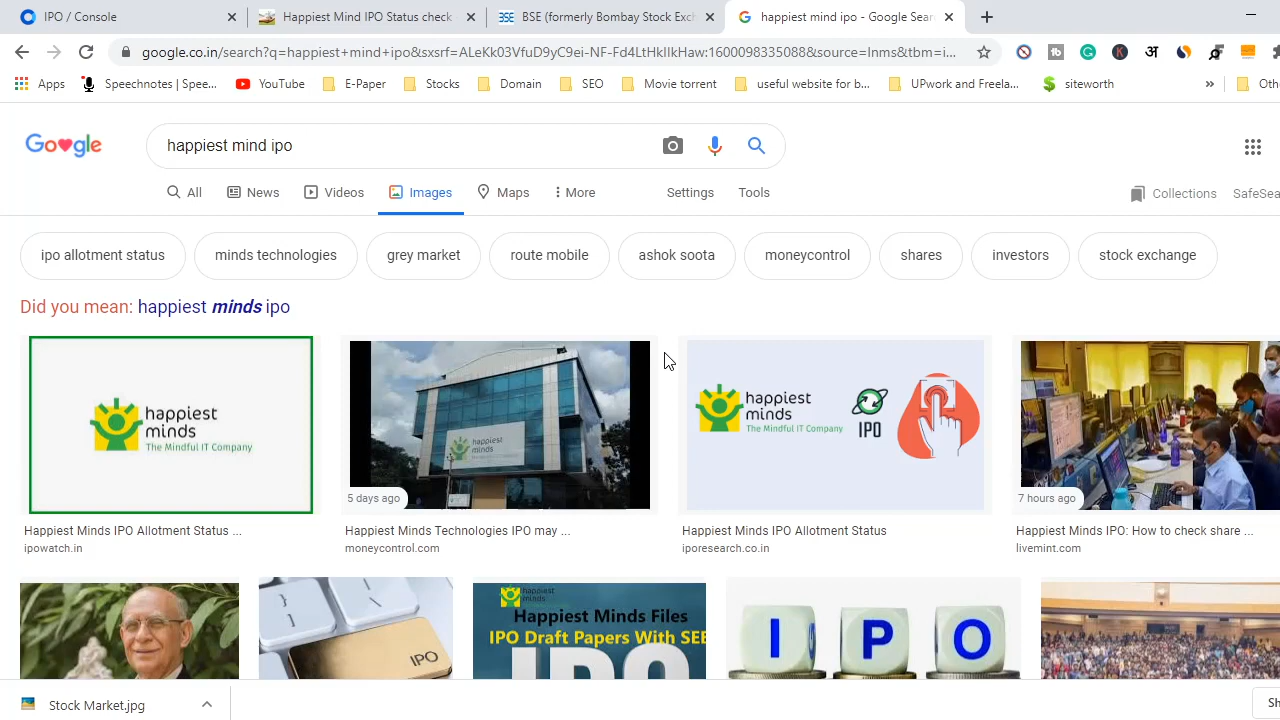 IPO / Console
Happiest Mind IPO Status check
BSE (formerly Bombay Stock Exch
happiest mind ipo - Google Sear
google.co.in/search?q=happiest+mind+ipo&sxsrf=ALeKk03VfuD9yC9ei-NF-Fd4LtHkIlkHaw:1600098335088&source=lnms&tbm=i...
Apps
Speechnotes | Spee...
YouTube
E-Paper
Stocks
Domain
SEO
Movie torrent
useful website for b...
UPwork and Freela...
siteworth
»
Oth
Google
happiest mind ipo
All
News
Videos
Images
Maps
More
Settings
Tools
Collections
SafeSea
ipo allotment status
minds technologies
grey market
route mobile
ashok soota
moneycontrol
shares
investors
stock exchange
Did you mean: happiest minds ipo
happiest
minds
The Mindful IT Company
happiest
minds
5 days ago
happiest
minds
The Mindful IT Company
IPO
7 hours ago
Happiest Minds IPO Allotment Status ...
ipowatch.in
Happiest Minds Technologies IPO may ...
moneycontrol.com
Happiest Minds IPO Allotment Status
iporesearch.co.in
Happiest Minds IPO: How to check share ...
livemint.com
IPO
happiest
minds
Happiest Minds Files
IPO Draft Papers With SEB
IPO
I P O
Stock Market.jpg
Sh